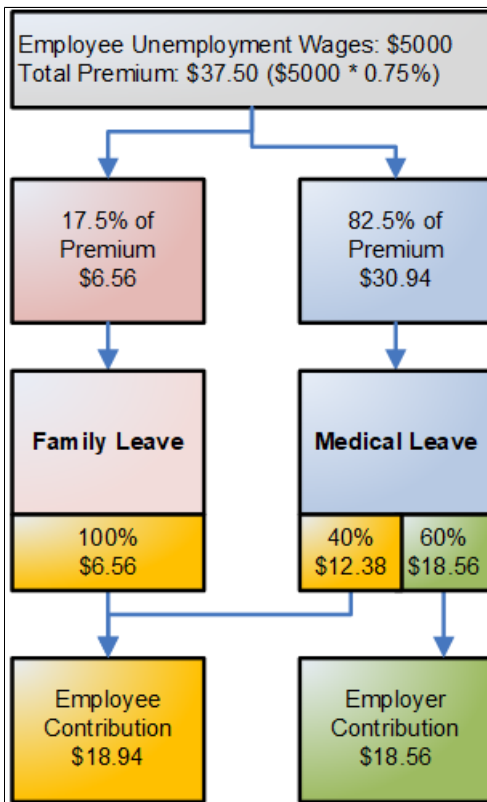 Employee Unemployment Wages: $5000
Total Premium: $37.50 ($5000 * 0.75%)
17.5% of
Premium
$6.56
82.5% of
Premium
$30.94
Family Leave
Medical Leave
100%
$6.56
40%
$12.38
60%
$18.56
Employee
Contribution
$18.94
Employer
Contribution
$18.56